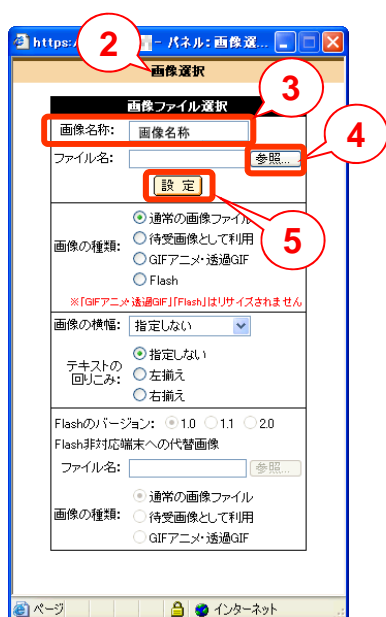 https:/
- パネル: 画像選...
2
画像選択
3
画像ファイル選択
画像名称:
画像名称
4
ファイル名:
参照...
設 定
5
画像の種類:
通常の画像ファイル
待受画像として利用
GIFアニメ・透過GIF
Flash
※「GIFアニメ・透過GIF」「Flash」はリサイズされません
画像の横幅:
指定しない
テキストの
回りこみ:
指定しない
左揃え
右揃え
Flashのバージョン:
1.0
1.1
2.0
Flash非対応端末への代替画像
ファイル名:
参照...
画像の種類:
通常の画像ファイル
待受画像として利用
GIFアニメ・透過GIF
ページ
インターネット